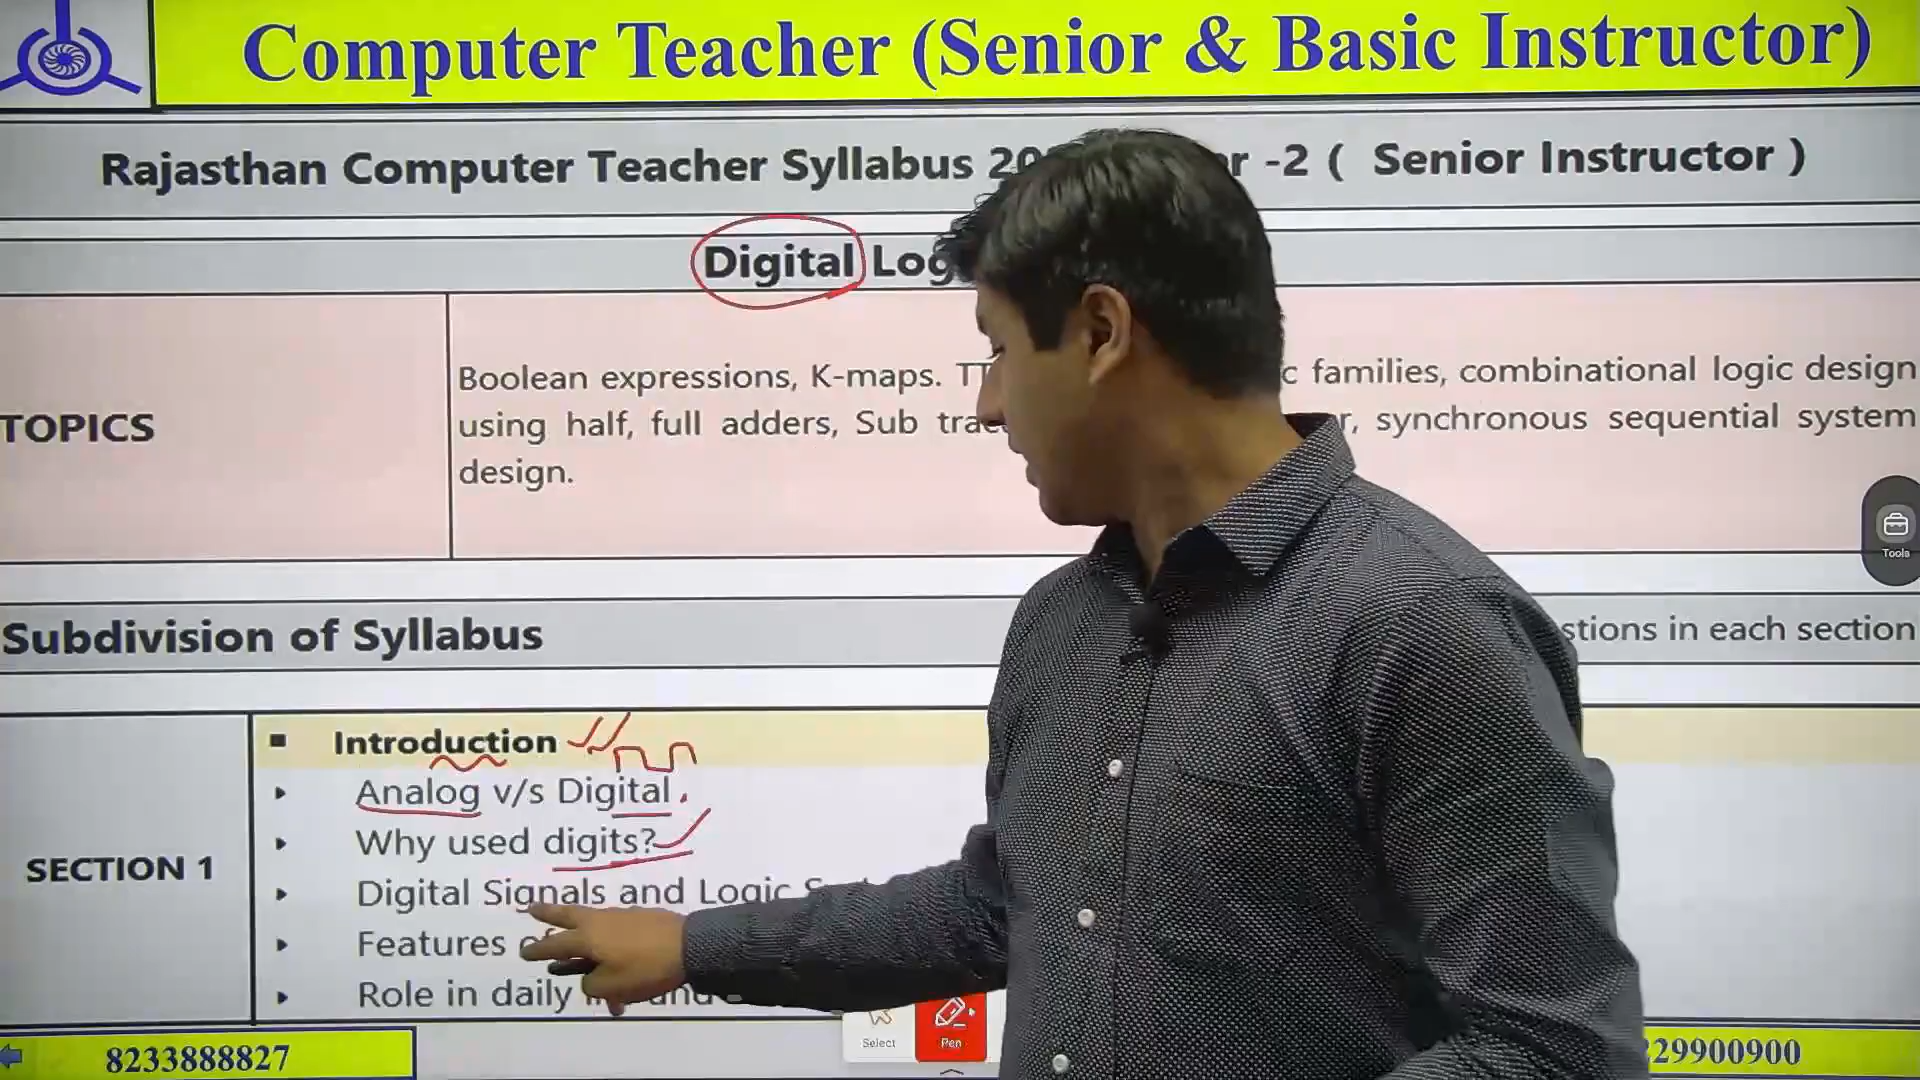 Computer Teacher (Senior & Basic Instructor)
Rajasthan Computer Teacher Syllabus -2 ( Senior Instructor )
Digital
TOPICS
Boolean expressions, K-maps. families, combinational logic design
using half, full adders, Sub synchronous sequential system
design.
Subdivision of Syllabus
in each section
SECTION 1
Introduction
Analog v/s Digital
Why used digits?
Digital Signals and Logic
Features
Role in daily
Tools
Select
Pen
8233888827
29900900